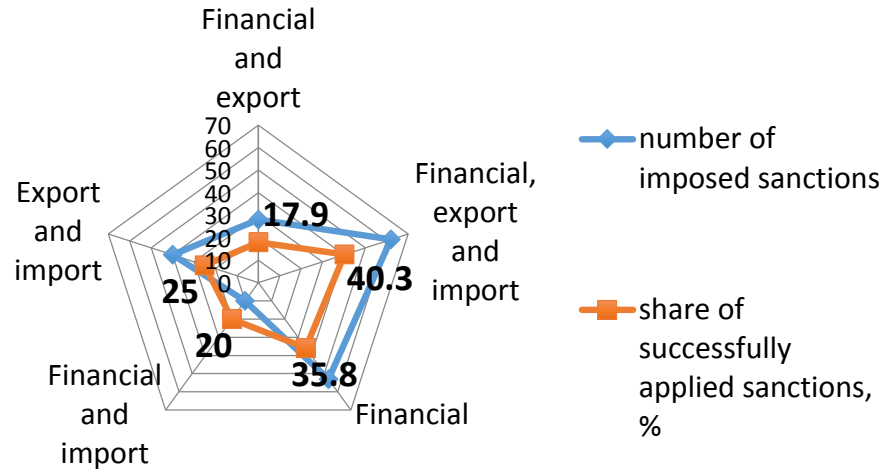 Financial
and
export
70
60
50
40
30
20
10
0
17.9
Financial,
export
and
import
40.3
Export
and
import
25
20
35.8
Financial
and
import
Financial
number of
imposed sanctions
share of
successfully
applied sanctions,
%